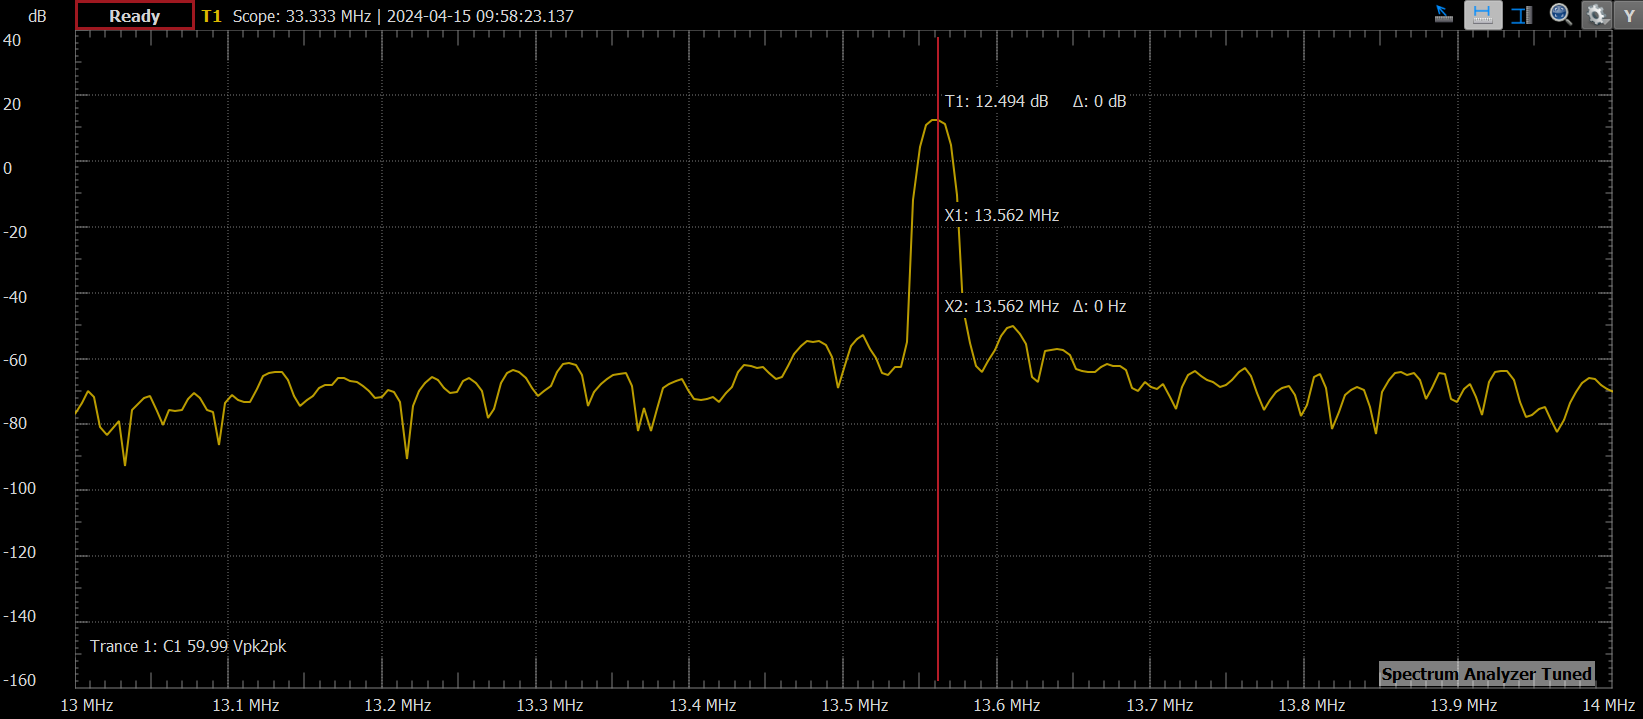 dB Ready T1 Scope: 33.333 MHz | 2024-04-15 09:58:23.137 Y
40
20
T1: 12.494 dB Δ: 0 dB
0
X1: 13.562 MHz
-20
-40
X2: 13.562 MHz Δ: 0 Hz
-60
-80
-100
-120
-140
Trance 1: C1 59.99 Vpk2pk
Spectrum Analyzer Tuned
-160
13 MHz 13.1 MHz 13.2 MHz 13.3 MHz 13.4 MHz 13.5 MHz 13.6 MHz 13.7 MHz 13.8 MHz 13.9 MHz 14 MHz